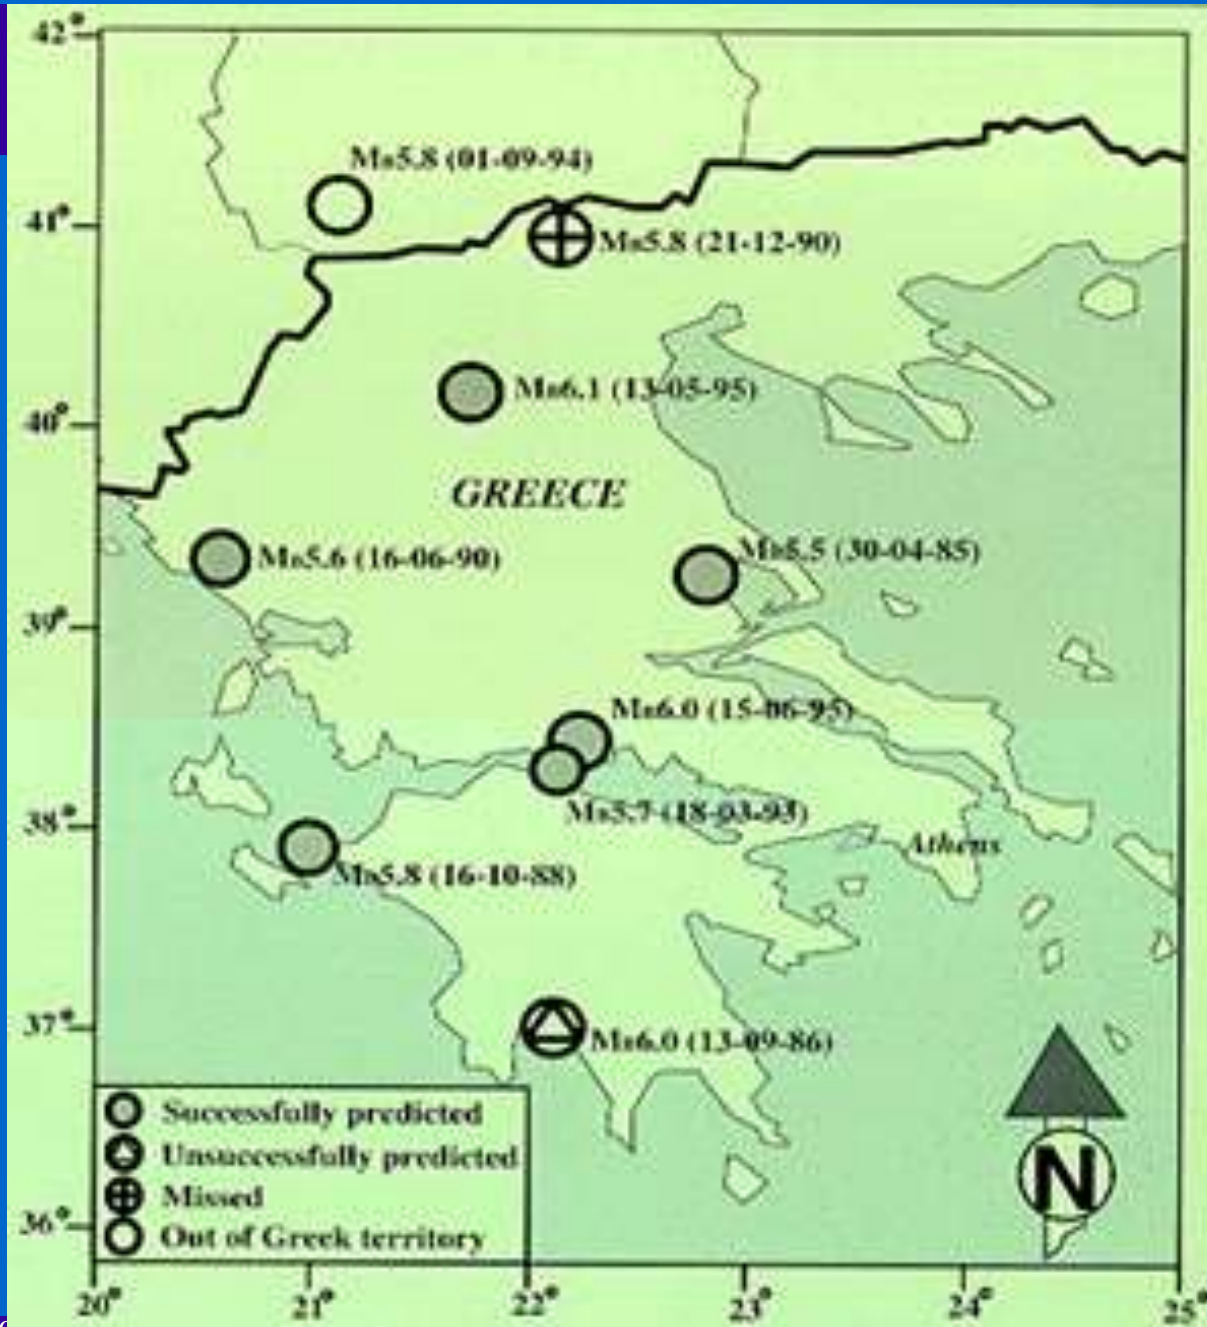 42°
Ms5.8 (01-09-94)
41°
Ms5.8 (21-12-90)
Ms6.1 (13-05-95)
40°
GREECE
Ms5.5 (30-04-85)
Ms5.6 (16-06-90)
39°
Ms6.0 (15-06-95)
Ms5.7 (18-03-93)
38°
Athens
Ms5.8 (16-10-88)
37°
Ms6.0 (13-09-86)
Successfully predicted
Unsuccessfully predicted
Missed
Out of Greek territory
N
36°
20° 21° 22° 23° 24° 25°